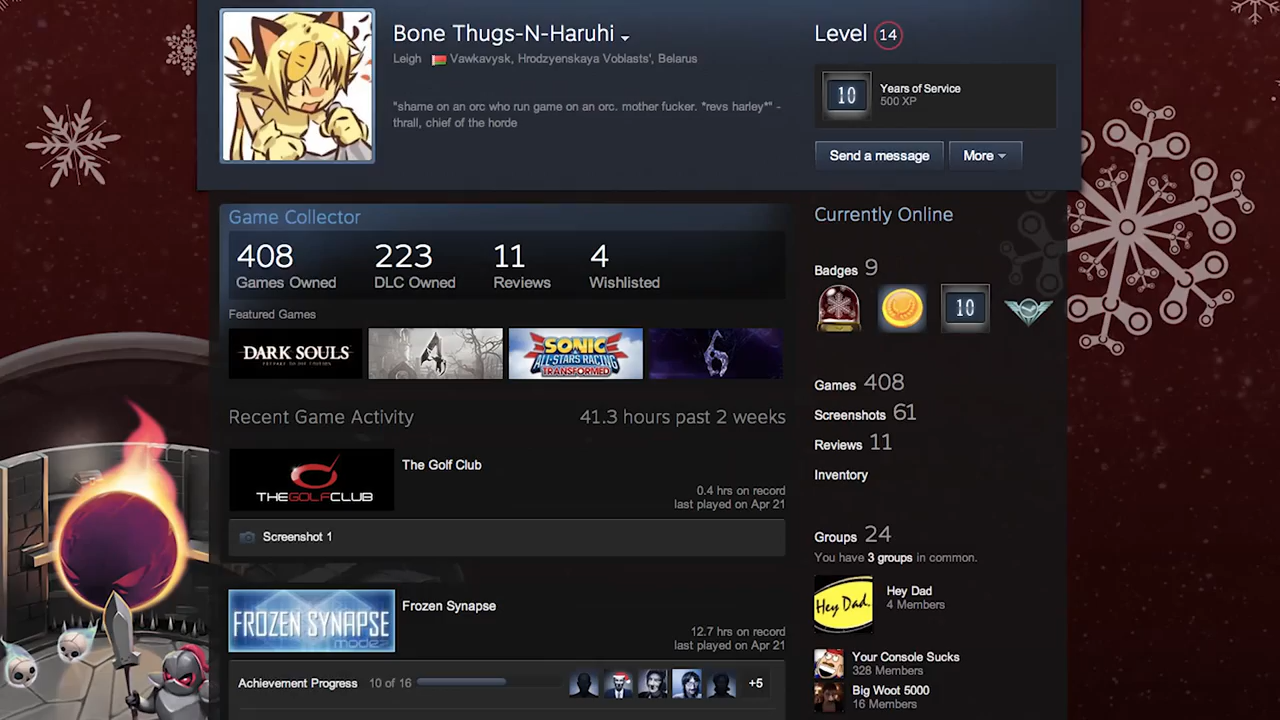 Bone Thugs-N-Haruhi
Leigh Vawkavysk, Hrodzyenskaya Voblasts', Belarus
"shame on an orc who run game on an orc. mother fucker. *revs harley*" -
thrall, chief of the horde
Level 14
10 Years of Service
500 XP
Send a message More
Game Collector
408 223 11 4
Games Owned DLC Owned Reviews Wishlisted
Featured Games
DARK SOULS
4
SONIC
ALL-STARS RACING
TRANSFORMED
6
Recent Game Activity 41.3 hours past 2 weeks
THEGOLFCLUB
The Golf Club
0.4 hrs on record
last played on Apr 21
Screenshot 1
FROZEN SYNAPSE
Frozen Synapse
12.7 hrs on record
last played on Apr 21
Achievement Progress 10 of 16 +5
Currently Online
Badges 9
10
Games 408
Screenshots 61
Reviews 11
Inventory
Groups 24
You have 3 groups in common.
Hey Dad.
Hey Dad
4 Members
Your Console Sucks
328 Members
Big Woot 5000
16 Members